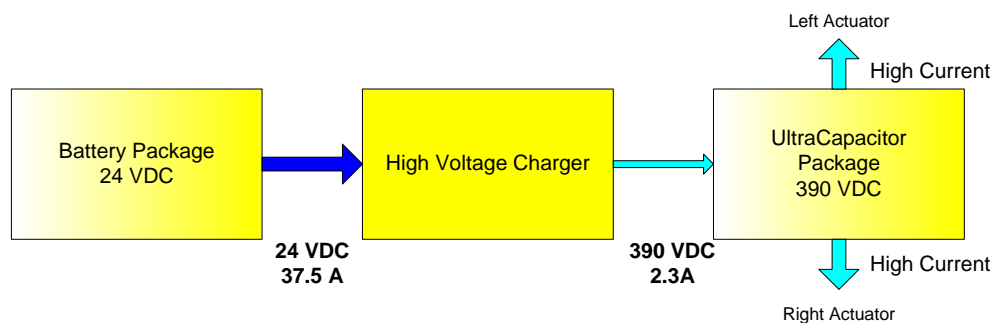 Left Actuator
High Current
Battery Package
24 VDC
High Voltage Charger
UltraCapacitor
Package
390 VDC
24 VDC
37.5 A
390 VDC
2.3A
High Current
Right Actuator